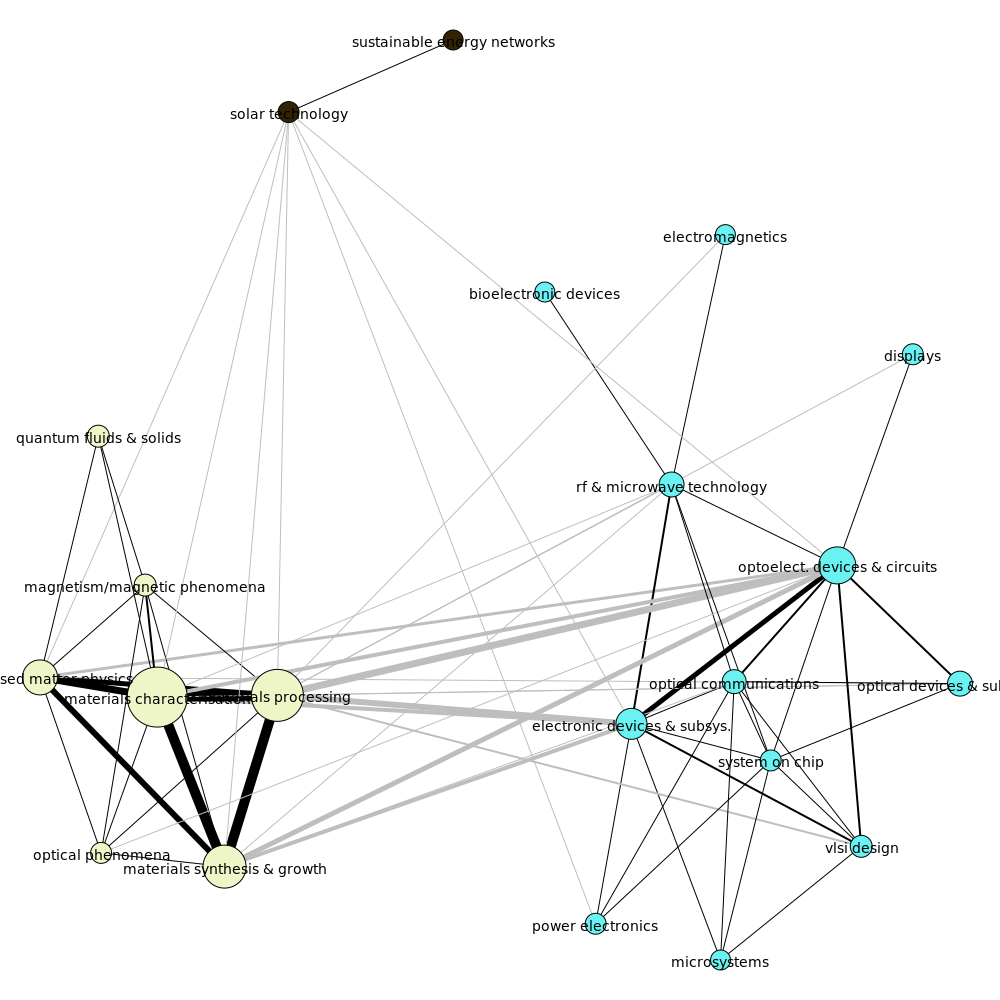 sustainable energy networks
solar technology
electromagnetics
bioelectronic devices
displays
quantum fluids & solids
rf & microwave technology
optoelect. devices & circuits
magnetism/magnetic phenomena
sed matter physics
materials characterisation
als processing
optical communications
optical devices & su
electronic devices & subsys.
system on chip
vlsi design
optical phenomena
materials synthesis & growth
power electronics
microsystems